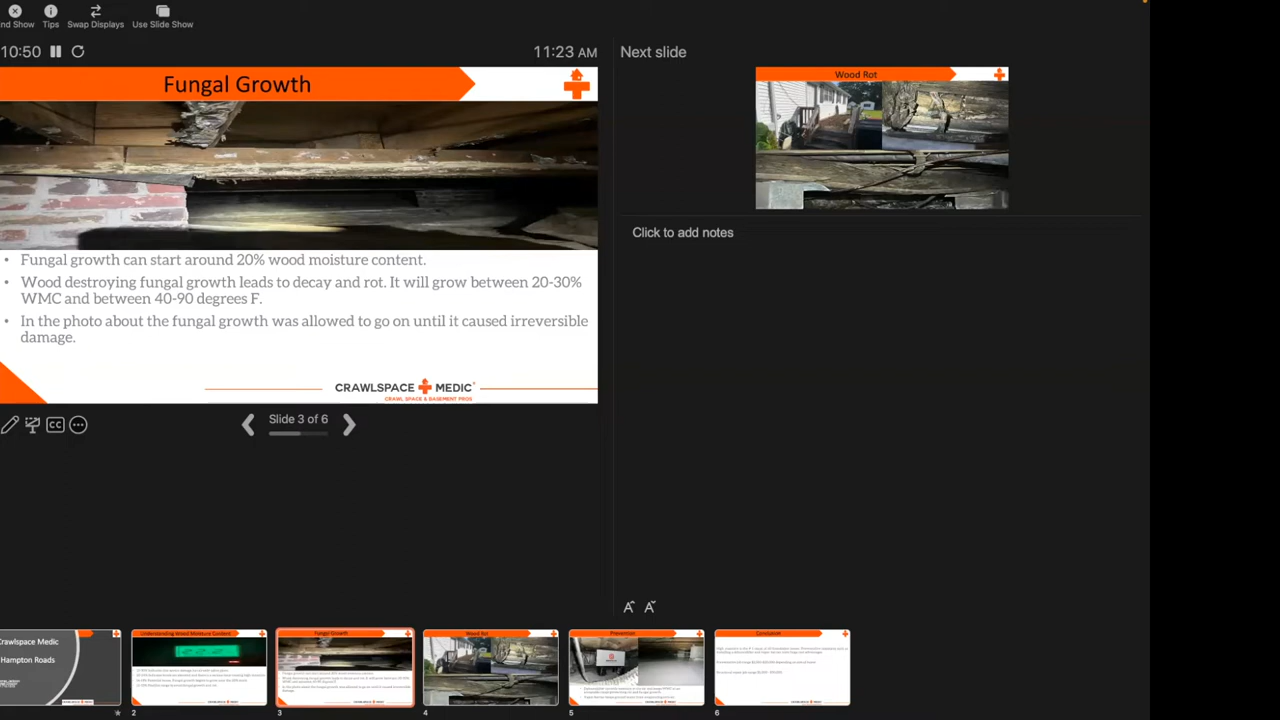 nd Show
Tips
Swap Displays
Use Slide Show
10:50
11:23 AM
Next slide
Fungal Growth
• Fungal growth can start around 20% wood moisture content.
• Wood destroying fungal growth leads to decay and rot. It will grow between 20-30%
WMC and between 40-90 degrees F.
• In the photo about the fungal growth was allowed to go on until it caused irreversible
damage.
CRAWLSPACE MEDIC
CRAWL SPACE & BASEMENT PROS
Wood Rot
Click to add notes
CC
Slide 3 of 6
A A
Crawlspace Medic
Hampton Roads
Understanding Wood Moisture Content
Fungal Growth
Wood Rot
Prevention
Conclusion
2
3
4
5
6